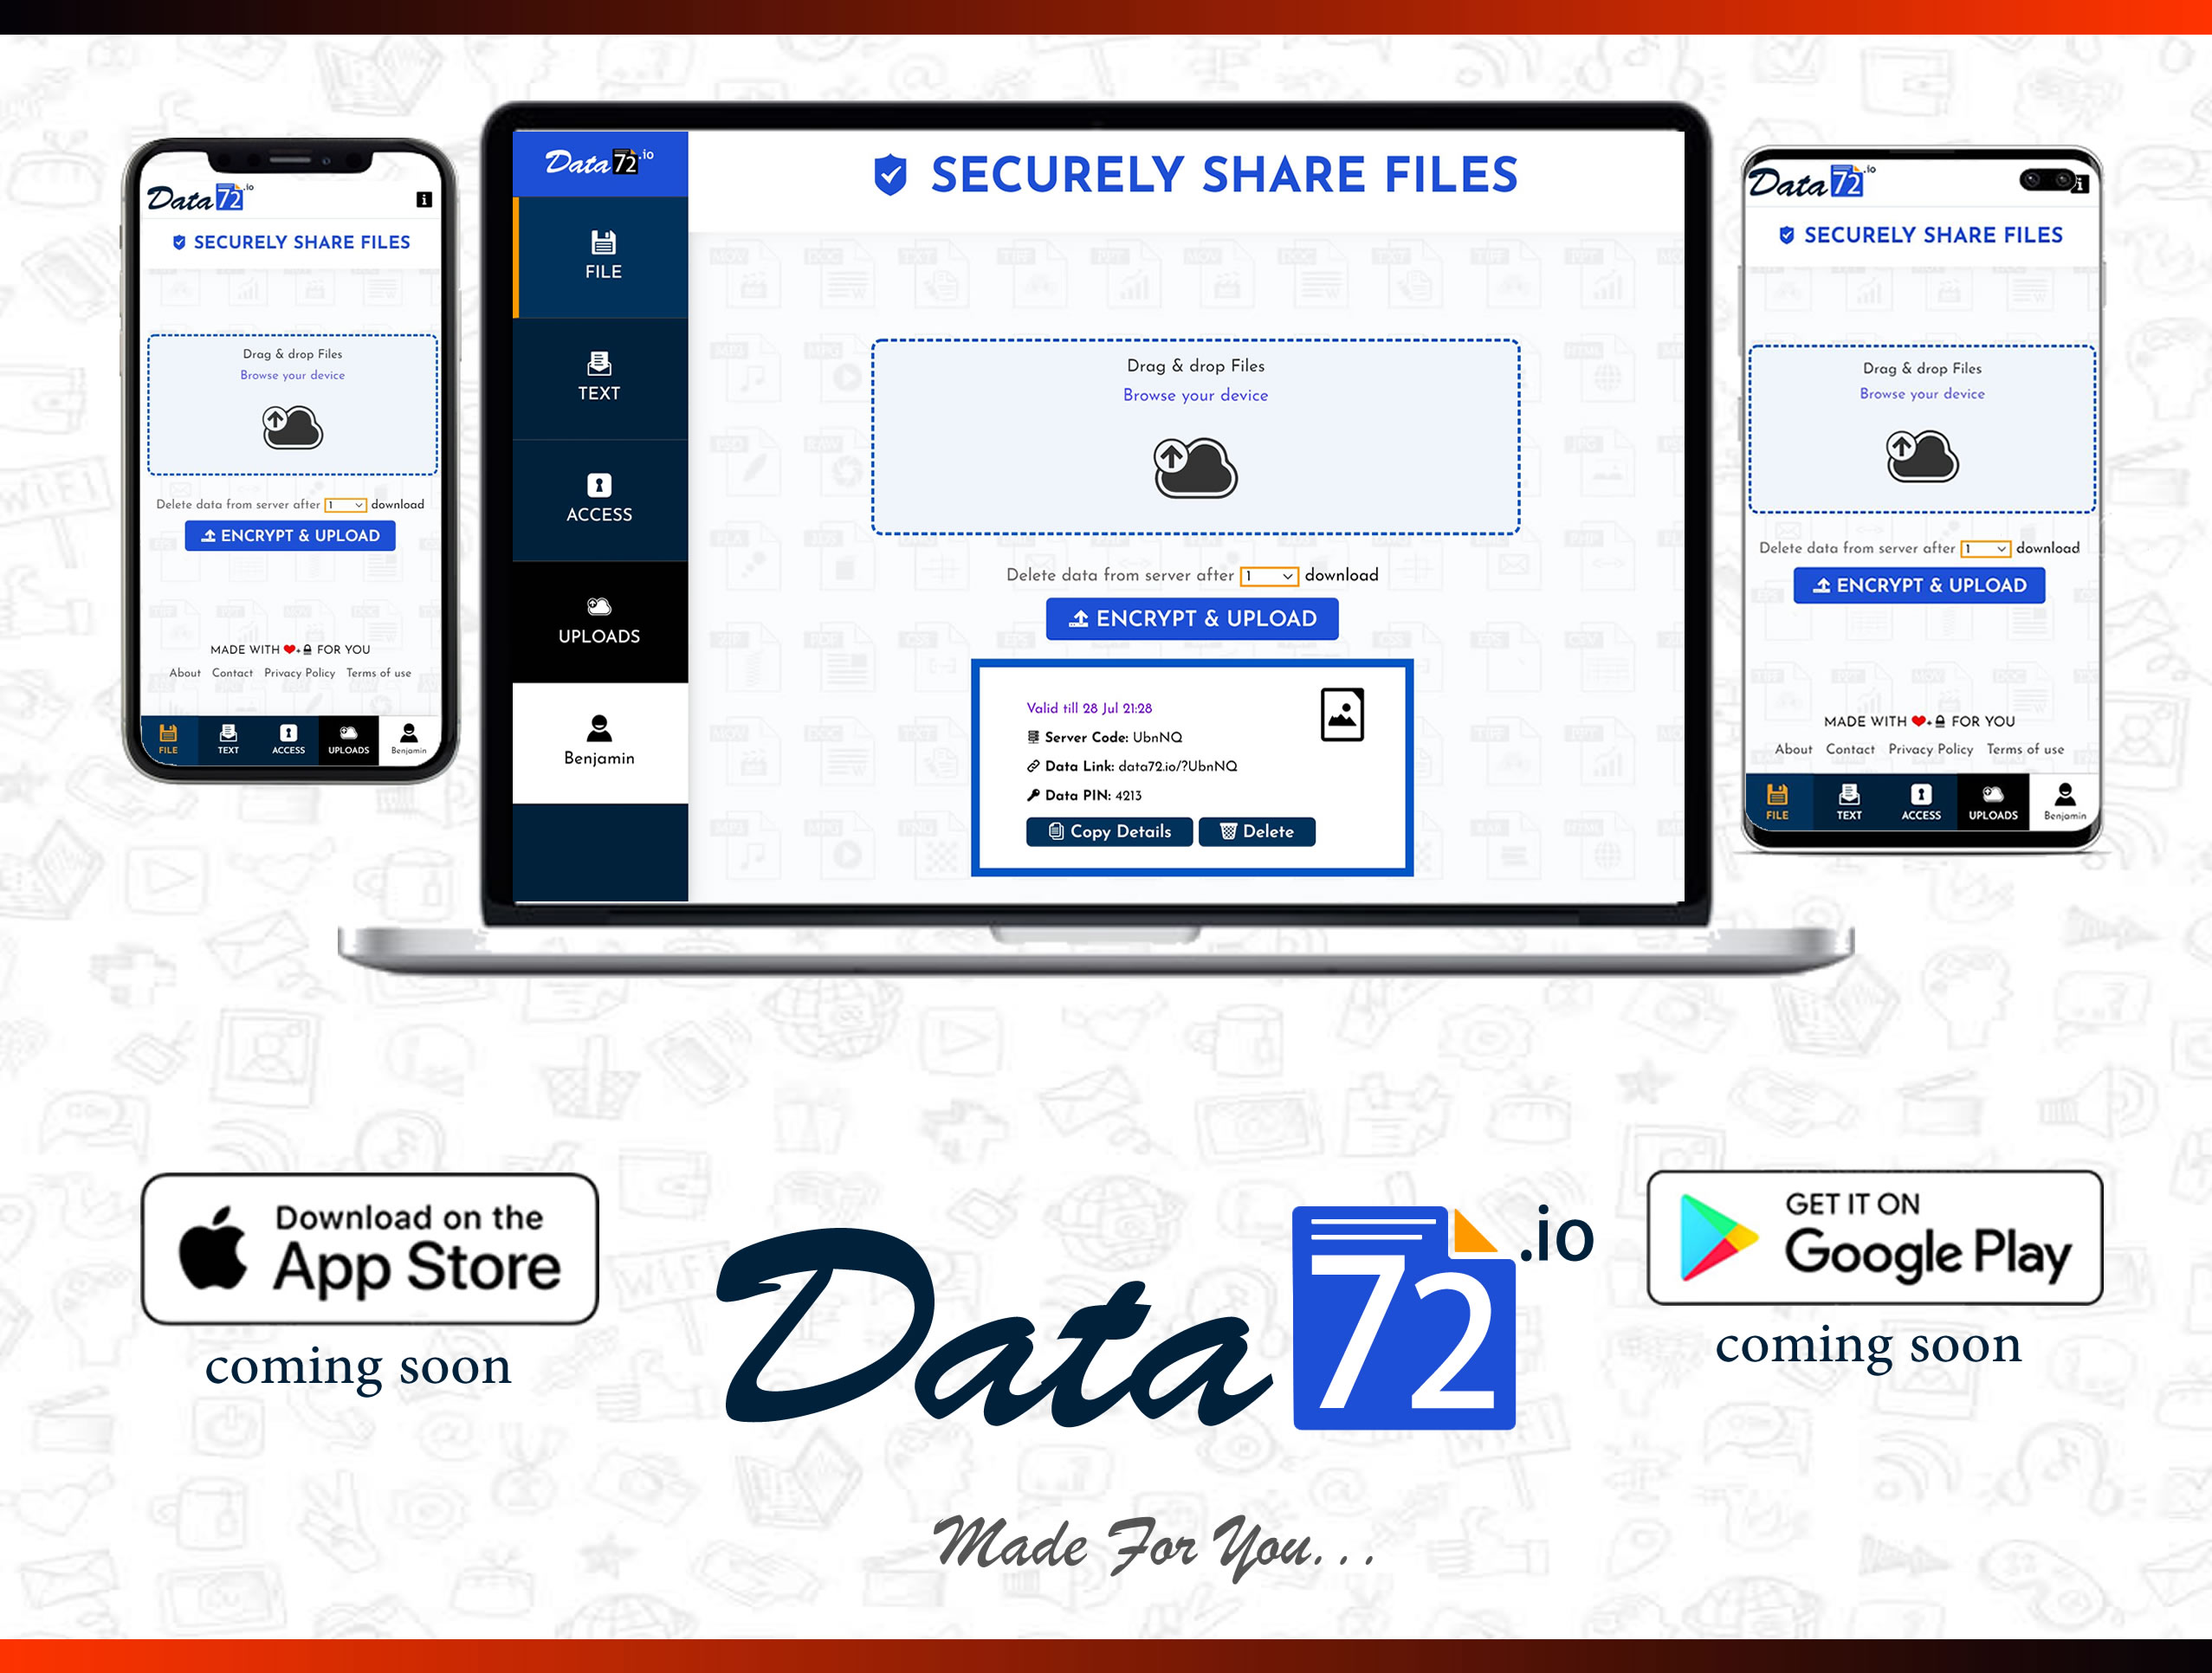 Data72.io
SECURELY SHARE FILES
Drag & drop Files
Browse your device
Delete data from server after 1 download
ENCRYPT & UPLOAD
MADE WITH ❤+🔒 FOR YOU
About Contact Privacy Policy Terms of use
FILE TEXT ACCESS UPLOADS Benjamin
Data72.io
FILE
TEXT
ACCESS
UPLOADS
Benjamin
SECURELY SHARE FILES
Drag & drop Files
Browse your device
Delete data from server after 1 download
ENCRYPT & UPLOAD
Valid till 28 Jul 21:28
Server Code: UbnNQ
Data Link: data72.io/?UbnNQ
Data PIN: 4213
Copy Details Delete
Data72.io
SECURELY SHARE FILES
Drag & drop Files
Browse your device
Delete data from server after 1 download
ENCRYPT & UPLOAD
MADE WITH ❤+🔒 FOR YOU
About Contact Privacy Policy Terms of use
FILE TEXT ACCESS UPLOADS Benjamin
Download on the
App Store
coming soon
Data72.io
GET IT ON
Google Play
coming soon
Made For You...